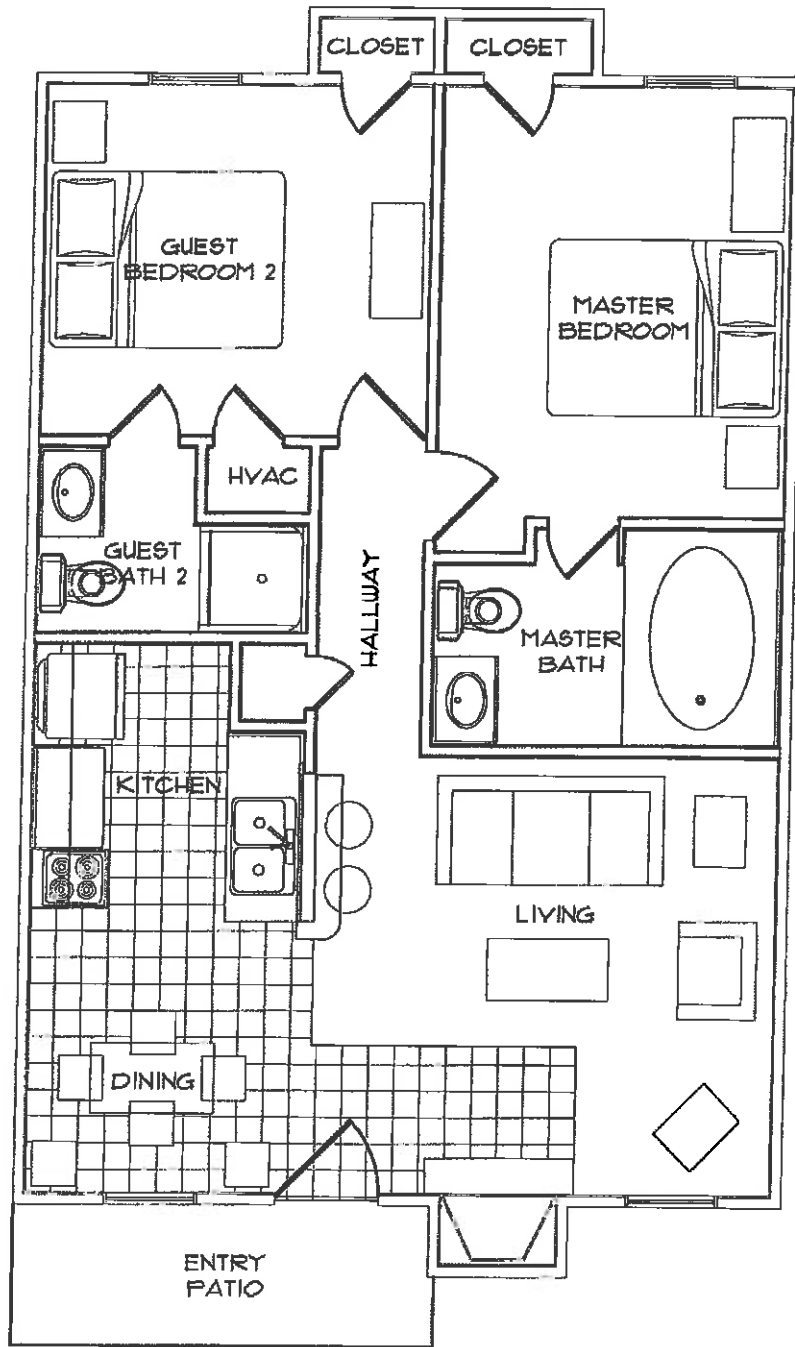 CLOSET
CLOSET
GUEST
BEDROOM 2
MASTER
BEDROOM
HVAC
GUEST
BATH 2
HALLWAY
MASTER
BATH
KITCHEN
LIVING
DINING
ENTRY
PATIO